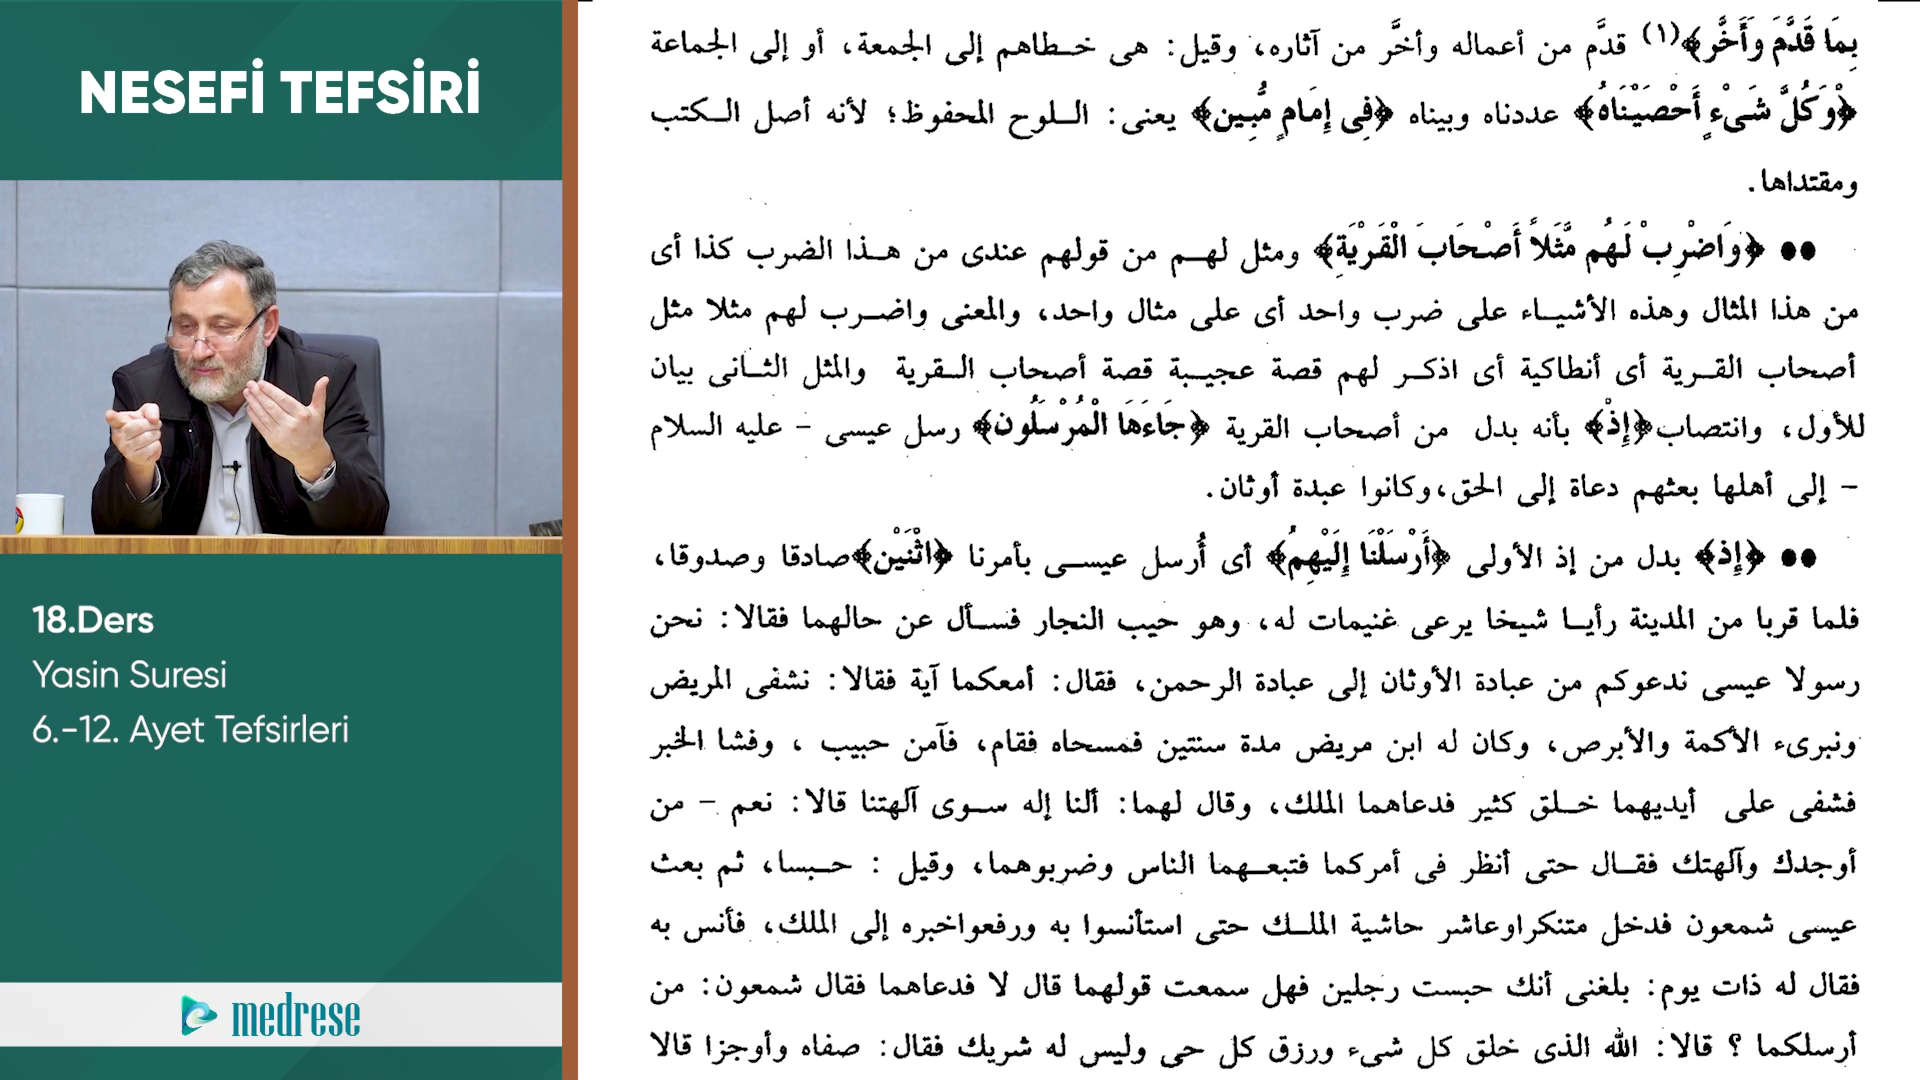 NESEFİ TEFSİRİ
18.Ders
Yasin Suresi
6.-12. Ayet Tefsirleri
medrese
بِمَا قَدَّمَ وَأَخَّرَ﴾(١) قدَّم من أعماله وأخَّر من آثاره، وقيل: هى خطاهم إلى الجمعة، أو إلى الجماعة
﴿وَكُلَّ شَىْءٍ أَحْصَيْنَاهُ﴾ عددناه وبيناه ﴿فِى إِمَامٍ مُّبِين﴾ يعنى: اللوح المحفوظ؛ لأنه أصل الكتب
ومقتداها.
●● ﴿وَاضْرِبْ لَهُم مَّثَلاً أَصْحَابَ الْقَرْيَةِ﴾ ومثل لهم من قولهم عندى من هذا الضرب كذا أى
من هذا المثال وهذه الأشياء على ضرب واحد أى على مثال واحد، والمعنى واضرب لهم مثلا مثل
أصحاب القرية أى أنطاكية أى اذكر لهم قصة عجيبة قصة أصحاب القرية والمثل الثانى بيان
للأول، وانتصاب ﴿إِذْ﴾ بأنه بدل من أصحاب القرية ﴿جَاءَهَا الْمُرْسَلُون﴾ رسل عيسى - عليه السلام
- إلى أهلها بعثهم دعاة إلى الحق، وكانوا عبدة أوثان.
●● ﴿إِذ﴾ بدل من إذ الأولى ﴿أَرْسَلْنَا إِلَيْهِمُ﴾ أى أُرسل عيسى بأمرنا ﴿اثْنَيْن﴾ صادقا وصدوقا،
فلما قربا من المدينة رأيا شيخا يرعى غنيمات له، وهو حيب النجار فسأل عن حالهما فقالا: نحن
رسولا عيسى ندعوكم من عبادة الأوثان إلى عبادة الرحمن، فقال: أمعكما آية فقالا: نشفى المريض
ونبرىء الأكمة والأبرص، وكان له ابن مريض مدة سنتين فمسحاه فقام، فآمن حبيب ، وفشا الخبر
فشفى على أيديهما خلق كثير فدعاهما الملك، وقال لهما: ألنا إله سوى آلهتنا قالا: نعم - من
أوجدك وآلهتك فقال حتى أنظر فى أمركما فتبعهما الناس وضربوهما، وقيل : حبسا، ثم بعث
عيسى شمعون فدخل متنكراوعاشر حاشية الملك حتى استأنسوا به ورفعواخبره إلى الملك، فأنس به
فقال له ذات يوم: بلغنى أنك حبست رجلين فهل سمعت قولهما قال لا فدعاهما فقال شمعون: من
أرسلكما ؟ قالا: الله الذى خلق كل شىء ورزق كل حى وليس له شريك فقال: صفاه وأوجزا قالا